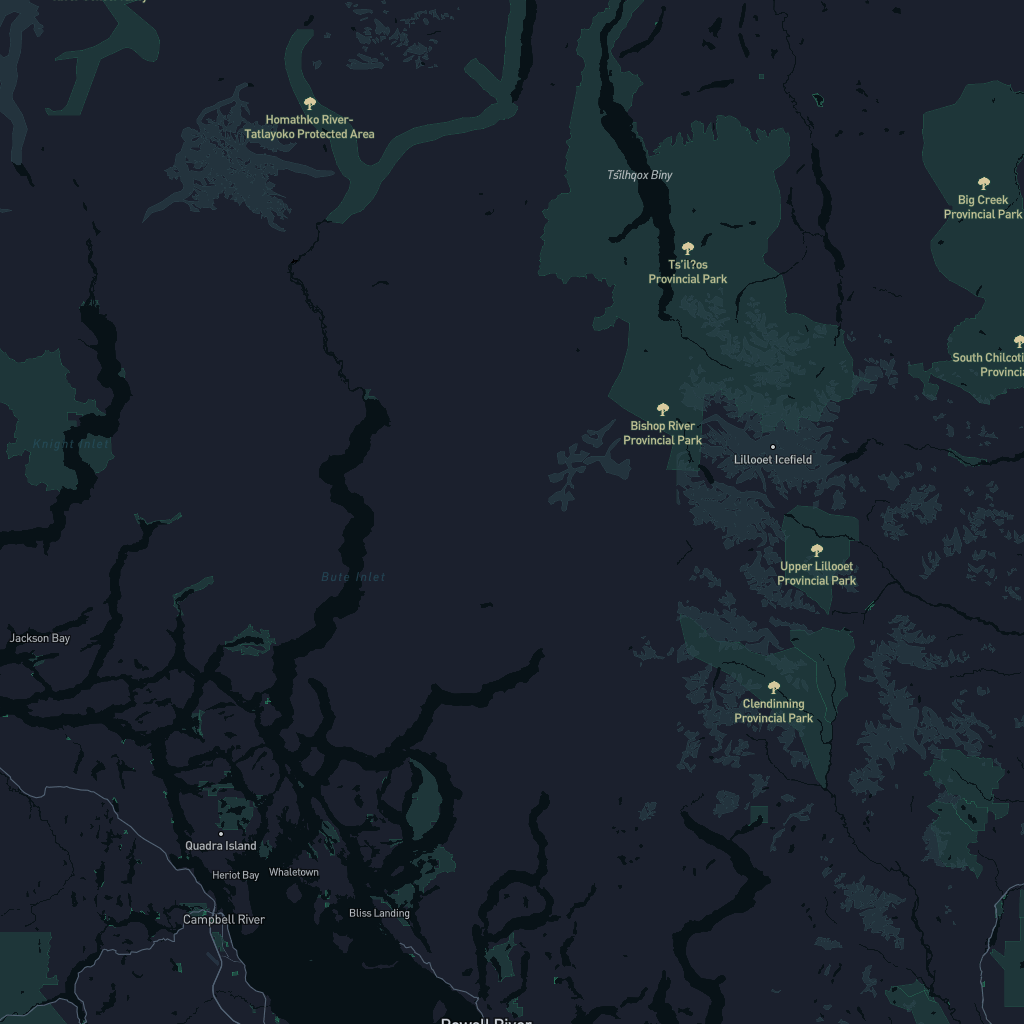 Homathko River-
Tatlayoko Protected Area
Tŝilhqox Biny
Big Creek
Provincial Park
Ts'il?os
Provincial Park
South Chilcoti
Provincia
Bishop River
Provincial Park
Knight Inlet
Lillooet Icefield
Upper Lillooet
Provincial Park
Bute Inlet
Jackson Bay
Clendinning
Provincial Park
Quadra Island
Heriot Bay
Whaletown
Bliss Landing
Campbell River
Powell River